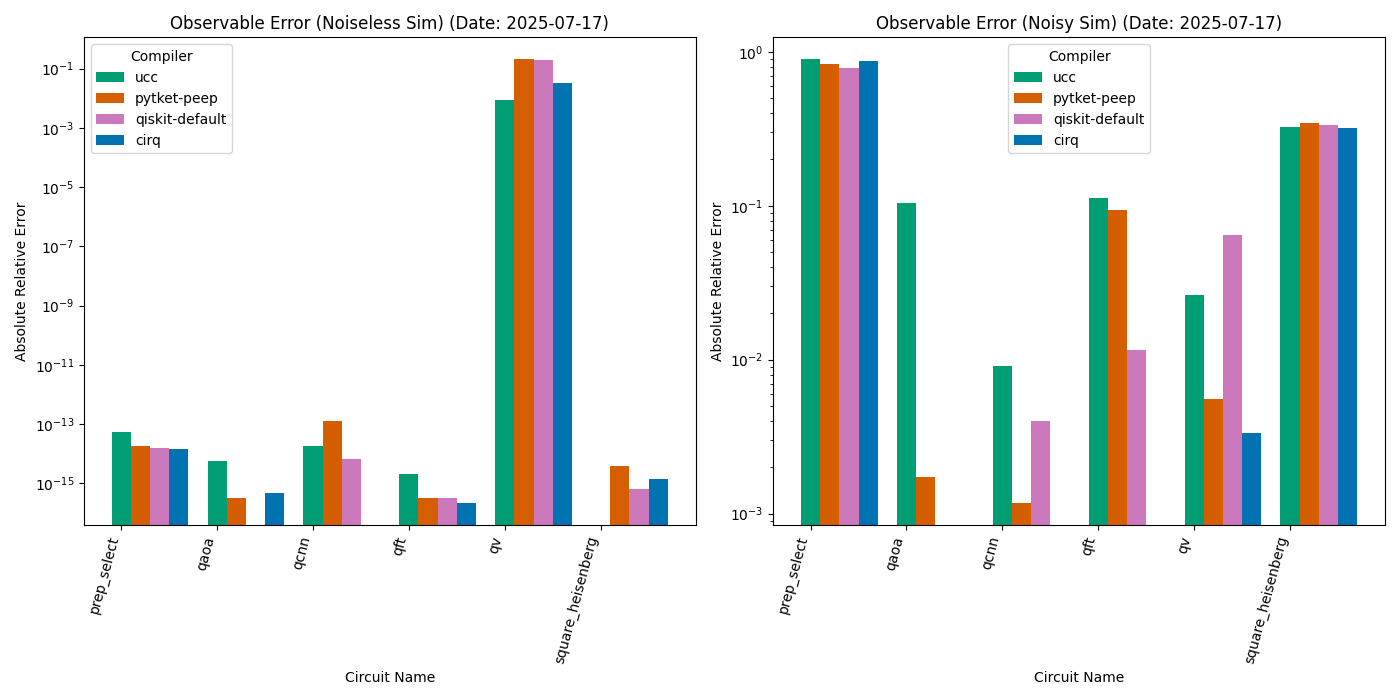 Observable Error (Noiseless Sim) (Date: 2025-07-17)
Compiler
ucc
pytket-peep
qiskit-default
cirq
Absolute Relative Error
10⁻¹
10⁻³
10⁻⁵
10⁻⁷
10⁻⁹
10⁻¹¹
10⁻¹³
10⁻¹⁵
prep_select
qaoa
qcnn
qft
qv
square_heisenberg
Circuit Name
Observable Error (Noisy Sim) (Date: 2025-07-17)
Compiler
ucc
pytket-peep
qiskit-default
cirq
Absolute Relative Error
10⁰
10⁻¹
10⁻²
10⁻³
prep_select
qaoa
qcnn
qft
qv
square_heisenberg
Circuit Name